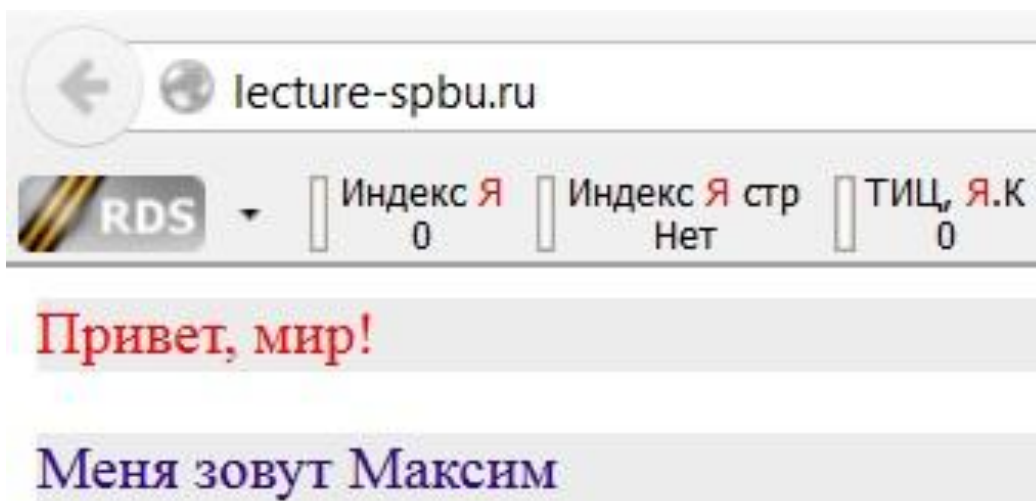 lecture-spbu.ru
RDS
Индекс Я Индекс Я стр ТИЦ, Я.К
0 Нет 0
Привет, мир!
Меня зовут Максим